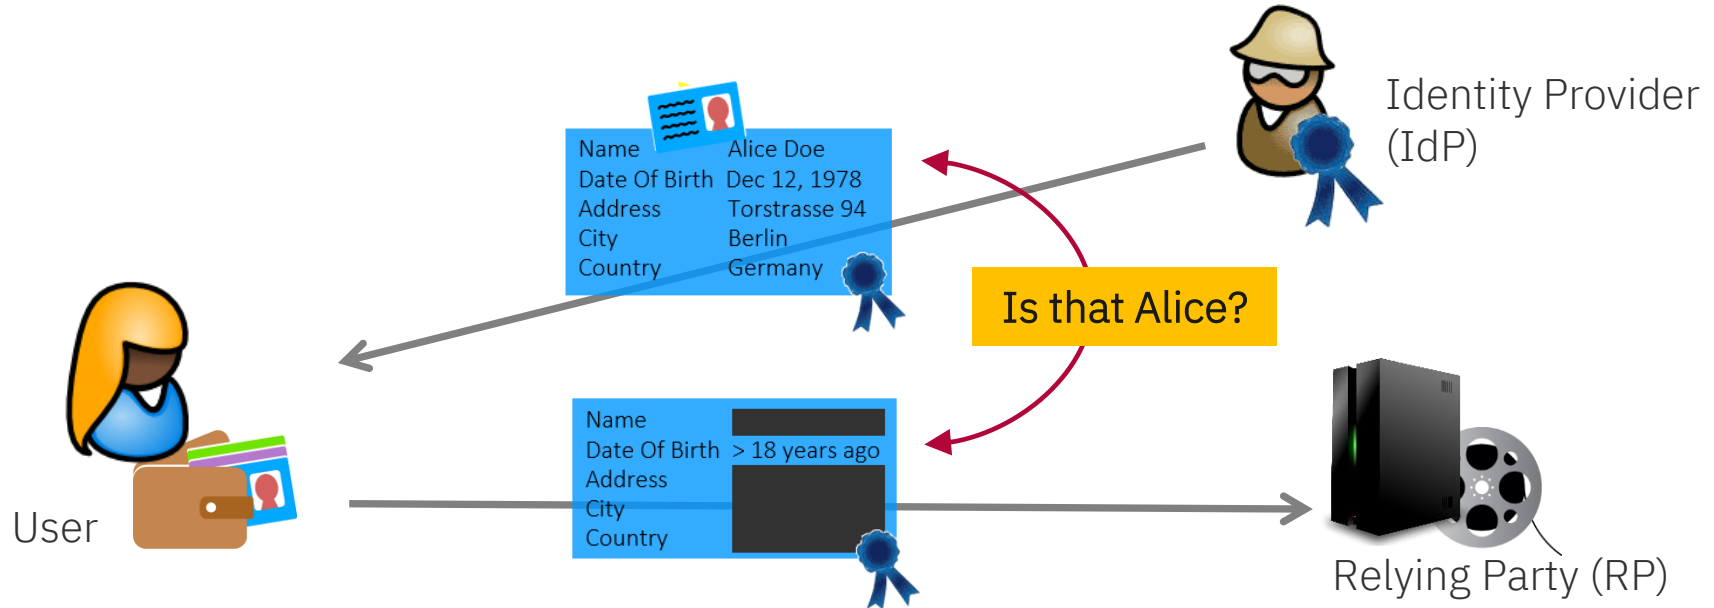 Identity Provider
(IdP)
Name Alice Doe
Date Of Birth Dec 12, 1978
Address Torstrasse 94
City Berlin
Country Germany
Is that Alice?
Name
Date Of Birth > 18 years ago
Address
City
Country
User
Relying Party (RP)